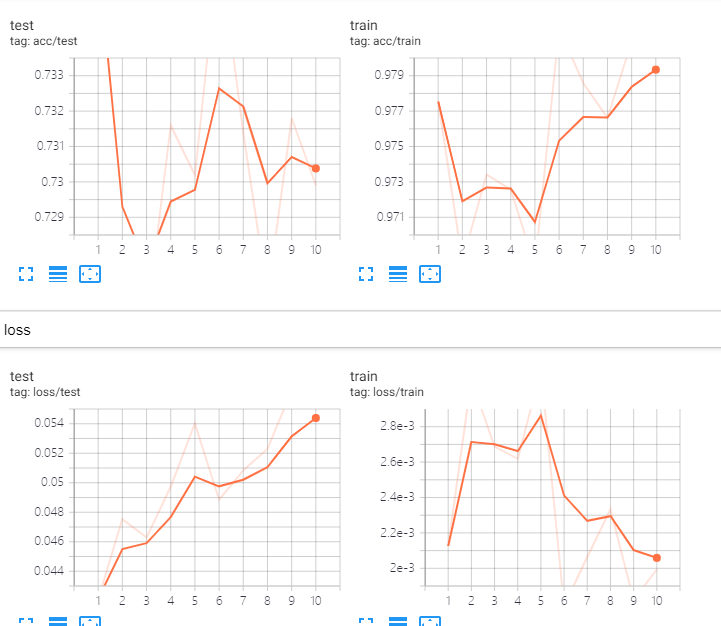 test
tag: acc/test
0.733
0.732
0.731
0.73
0.729
1 2 3 4 5 6 7 8 9 10
train
tag: acc/train
0.979
0.977
0.975
0.973
0.971
1 2 3 4 5 6 7 8 9 10
loss
test
tag: loss/test
0.054
0.052
0.05
0.048
0.046
0.044
1 2 3 4 5 6 7 8 9 10
train
tag: loss/train
2.8e-3
2.6e-3
2.4e-3
2.2e-3
2e-3
1 2 3 4 5 6 7 8 9 10